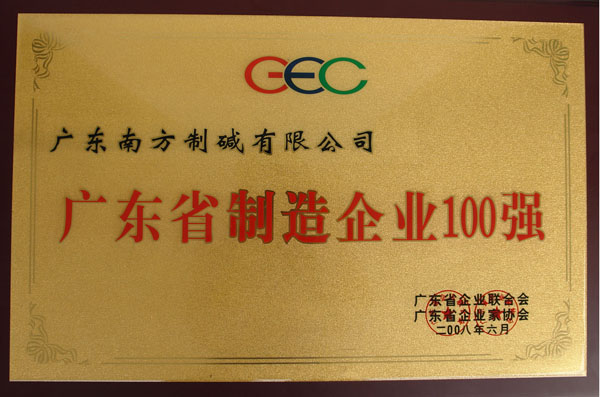 GEC
广东南方制碱有限公司
广东省制造企业100强
广东省企业联合会
广东省企业家协会
二00八年六月